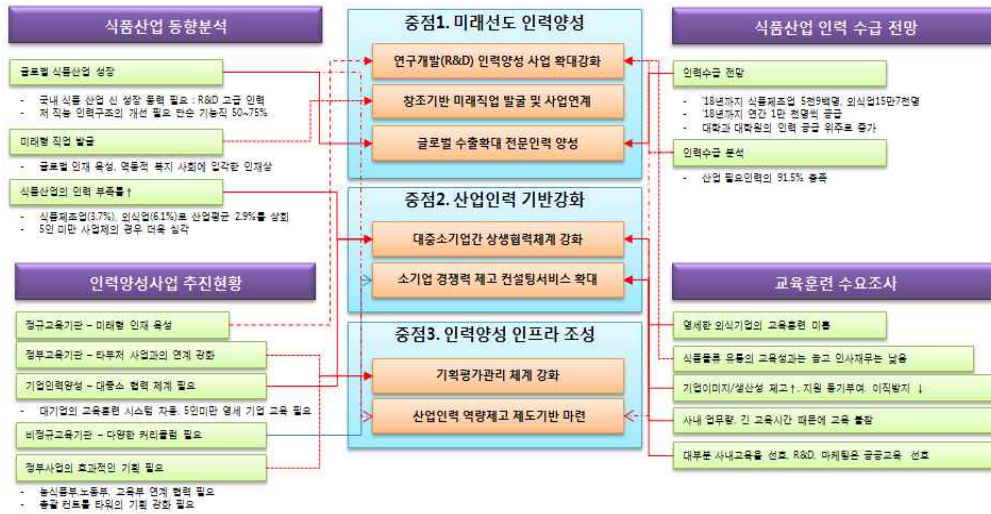 식품산업 동향분석
글로벌 식품산업 성장
- 국내 식품 산업 신 성장 동력 필요 : R&D 고급 인력
- 저 직능 인력구조의 개선 필요 단순 기능직 50~75%
미래형 직업 발굴
- 글로벌 인재 육성, 역동적 복지 사회에 입각한 인재상
식품산업의 인력 부족률↑
- 식품제조업(3.7%), 외식업(6.1%)로 산업평균 2.9%를 상회
- 5인 미만 사업체의 경우 더욱 심각
인력양성사업 추진현황
정규교육기관 – 미래형 인재 육성
정부교육기관 – 타부처 사업과의 연계 강화
기업인력양성 – 대중소 협력 체계 필요
- 대기업의 교육훈련 시스템 자동, 5인미만 영세 기업 교육 필요
비정규교육기관 – 다양한 커리큘럼 필요
정부사업의 효과적인 기획 필요
- 농식품부,노동부, 교육부 연계 협력 필요
- 총괄 컨트롤 타워의 기획 강화 필요
중점1. 미래선도 인력양성
연구개발(R&D) 인력양성 사업 확대강화
창조기반 미래직업 발굴 및 사업연계
글로벌 수출확대 전문인력 양성
중점2. 산업인력 기반강화
대중소기업간 상생협력체계 강화
소기업 경쟁력 제고 컨설팅서비스 확대
중점3. 인력양성 인프라 조성
기획평가관리 체계 강화
산업인력 역량제고 제도기반 마련
식품산업 인력 수급 전망
인력수급 전망
- '18년까지 식품제조업 5천9백명, 외식업15만7천명
- '18년까지 연간 1만 천명씩 공급
- 대학과 대학원의 인력 공급 위주로 증가
인력수급 분석
- 산업 필요인력의 91.5% 충족
교육훈련 수요조사
영세한 외식기업의 교육훈련 미흡
식품물류 유통의 교육성과는 높고 인사재무는 낮음
기업이미지/생산성 제고↑, 지원 동기부여, 이직방지 ↓
사내 업무량, 긴 교육시간 때문에 교육 불참
대부분 사내교육을 선호, R&D, 마케팅은 공공교육 선호